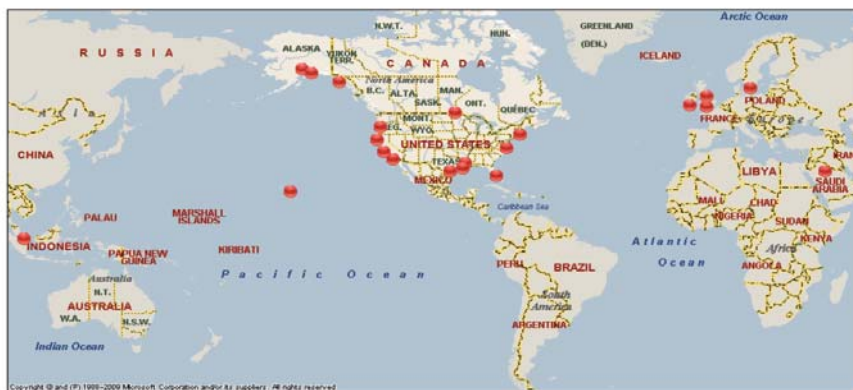 Arctic Ocean
GREENLAND
(DEN.)
N.W.T.
NUN.
ICELAND
RUSSIA
ALASKA
YUKON
TERR.
CANADA
North America
B.C.
ALTA.
MAN.
SASK.
ONT.
QUÉBEC
POLAND
FRANCE
Europe
Asia
MONT.
WYO.
UNITED STATES
CHINA
TEXAS
MEXICO
LIBYA
IRAN
SAUDI
ARABIA
MALI
CHAD
NIGERIA
SUDAN
PALAU
MARSHALL
ISLANDS
Caribbean Sea
INDONESIA
PAPUA NEW
GUINEA
KIRIBATI
Atlantic
Ocean
KENYA
Africa
ANGOLA
Pacific Ocean
PERU
BRAZIL
Australia
N.T.
AUSTRALIA
W.A.
N.S.W.
South
America
ARGENTINA
Indian Ocean
Copyright © and (P) 1988–2009 Microsoft Corporation and/or its suppliers. All rights reserved.